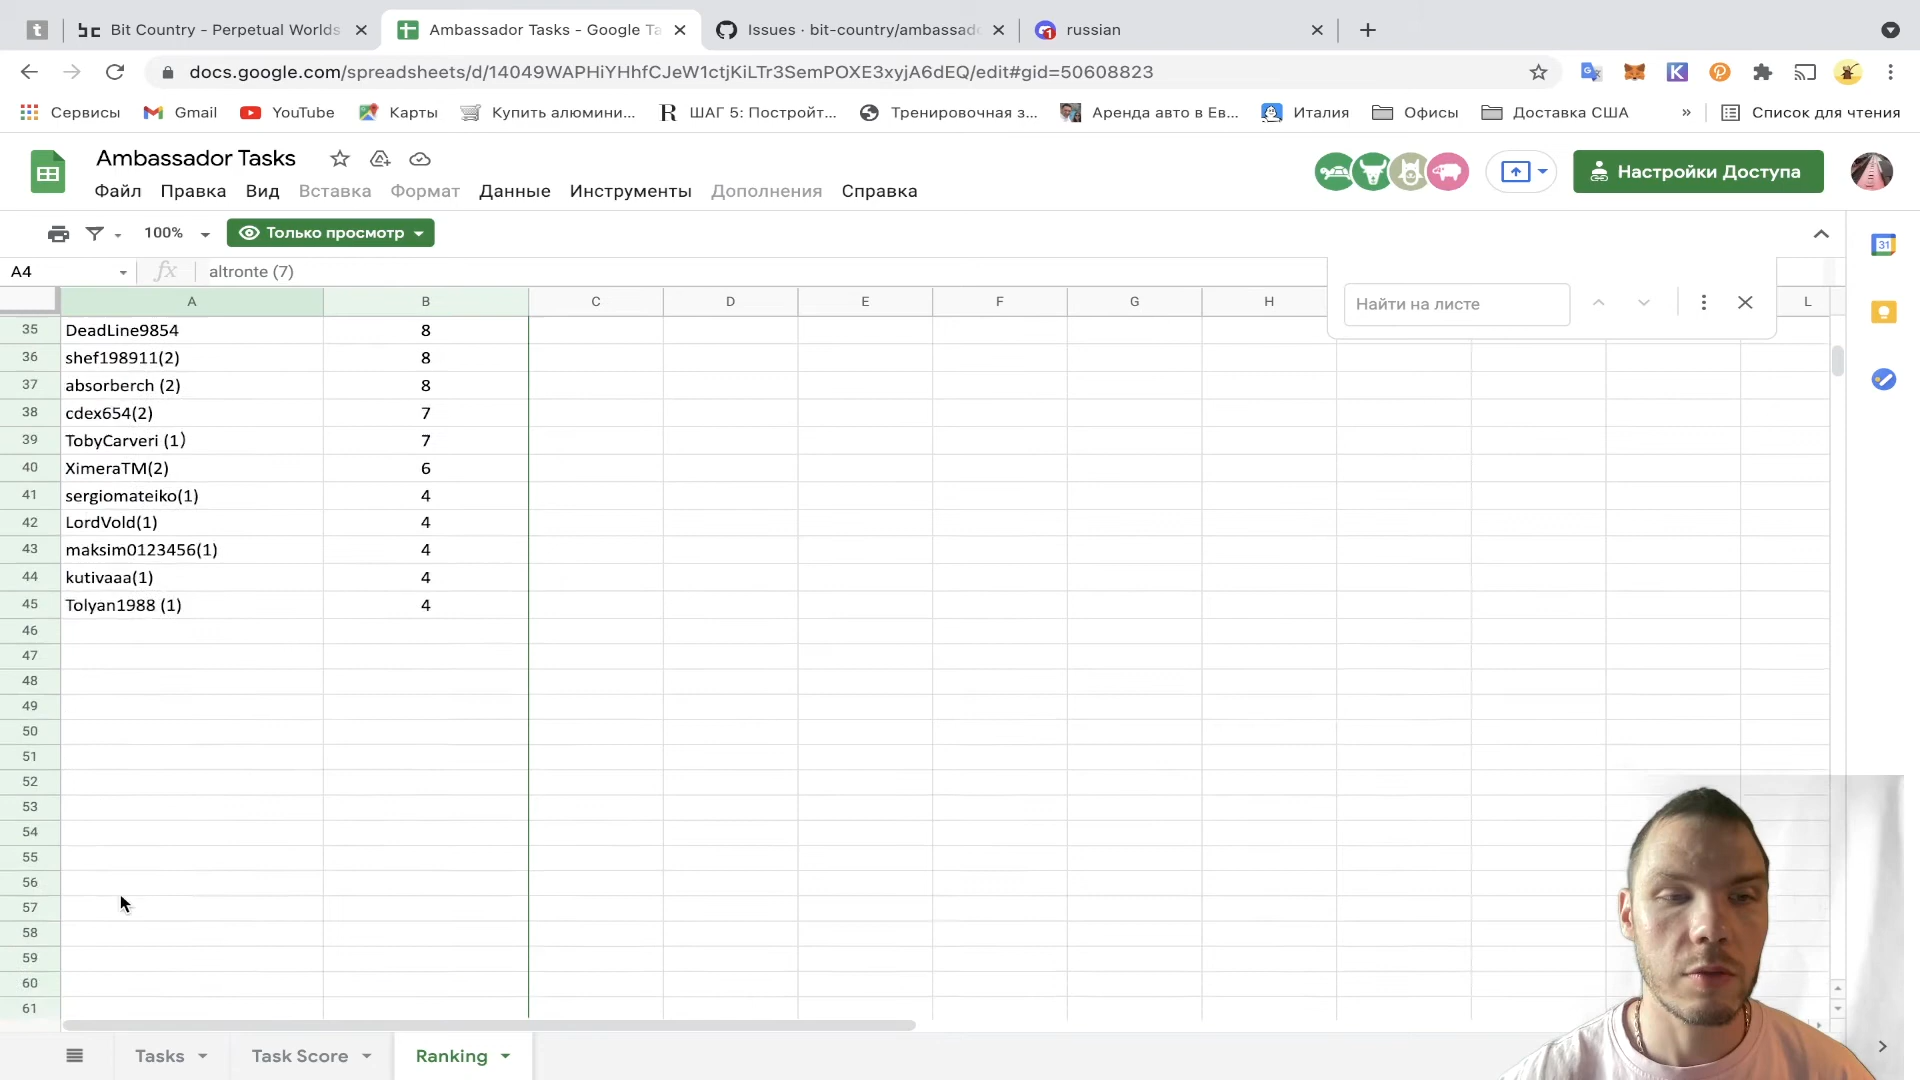 Bit Country - Perpetual Worlds
Ambassador Tasks - Google Ta
Issues · bit-country/ambassado
russian
docs.google.com/spreadsheets/d/14049WAPHiYHhfCJeW1ctjKiLTr3SemPOXE3xyjA6dEQ/edit#gid=50608823
Сервисы
Gmail
YouTube
Карты
Купить алюмини...
ШАГ 5: Постройт...
Тренировочная з...
Аренда авто в Ев...
Италия
Офисы
Доставка США
»
Список для чтения
Ambassador Tasks
Файл Правка Вид Вставка Формат Данные Инструменты Дополнения Справка
Настройки Доступа
100%
Только просмотр
31
A4
fx
altronte (7)
Найти на листе
A B C D E F G H L
35 DeadLine9854 8
36 shef198911(2) 8
37 absorberch (2) 8
38 cdex654(2) 7
39 TobyCarveri (1) 7
40 XimeraTM(2) 6
41 sergiomateiko(1) 4
42 LordVold(1) 4
43 maksim0123456(1) 4
44 kutivaaa(1) 4
45 Tolyan1988 (1) 4
46
47
48
49
50
51
52
53
54
55
56
57
58
59
60
61
Tasks
Task Score
Ranking